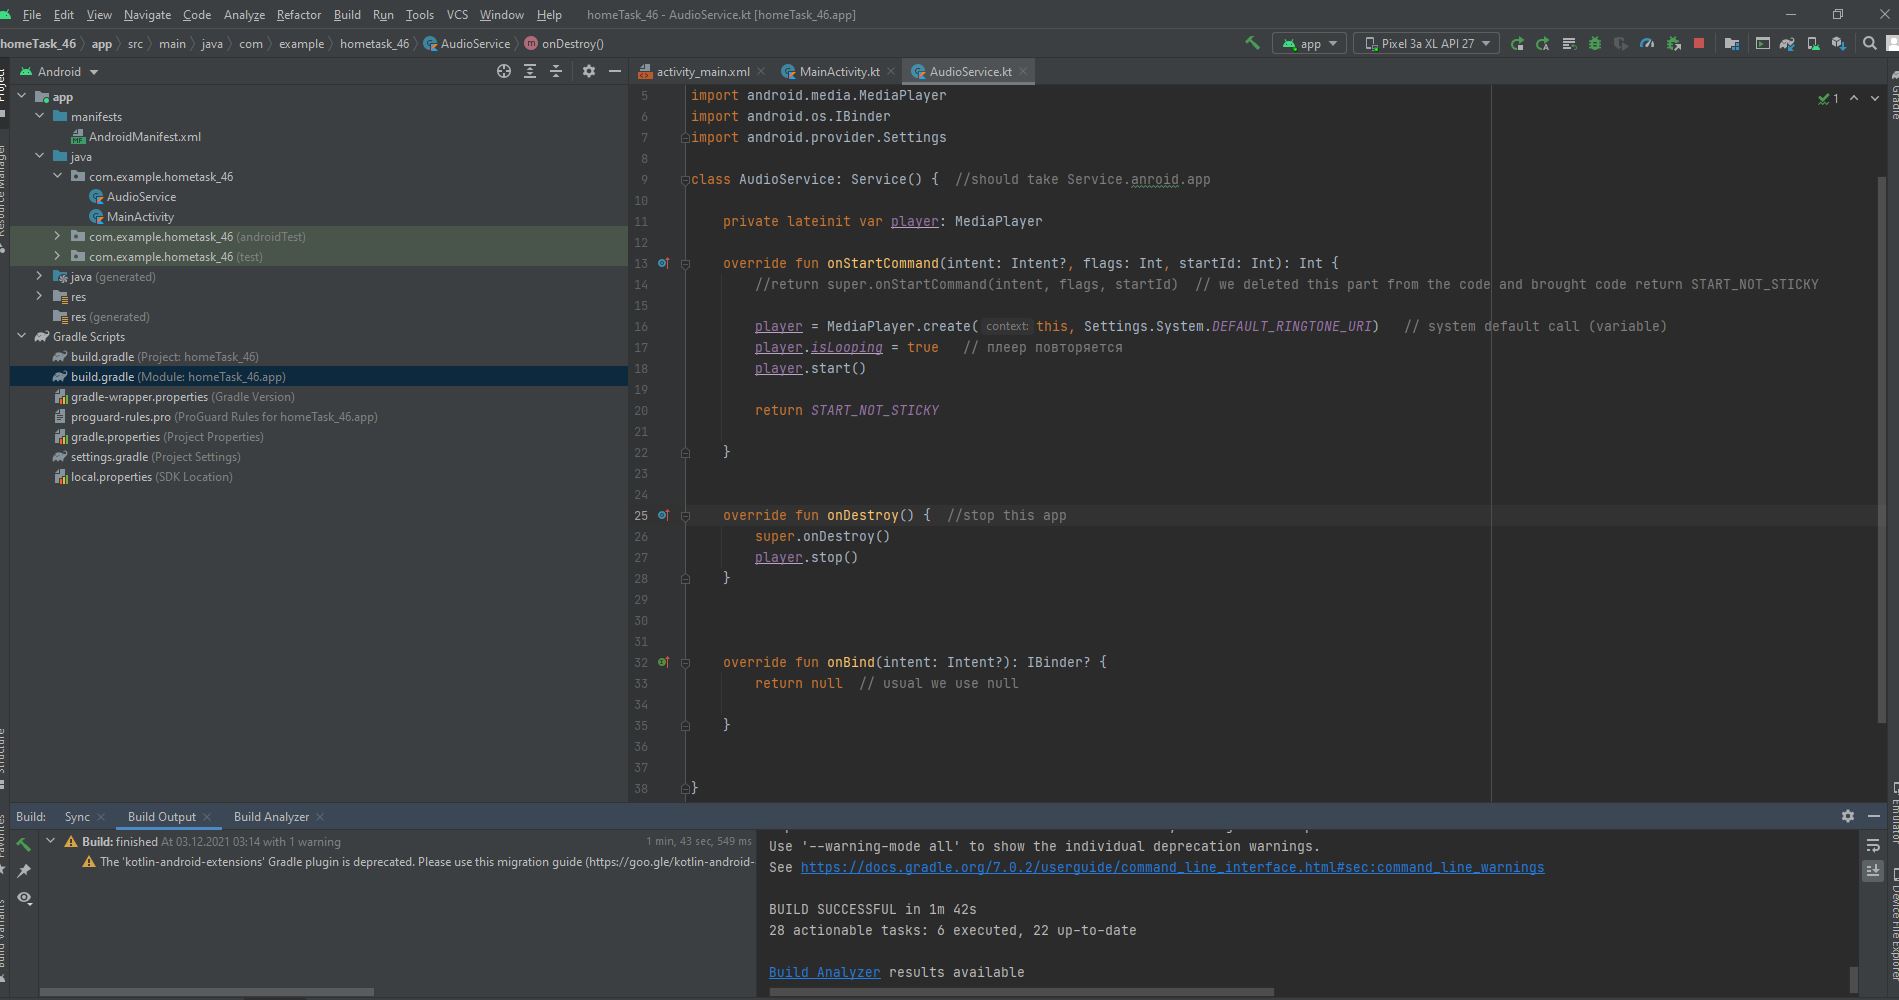 File Edit View Navigate Code Analyze Refactor Build Run Tools VCS Window Help homeTask_46 - AudioService.kt [homeTask_46.app]
homeTask_46 app src main java com example hometask_46 AudioService onDestroy() app Pixel 3a XL API 27
Android
activity_main.xml MainActivity.kt AudioService.kt
Project
Resource Manager
Structure
Favorites
Build Variants
app
manifests
AndroidManifest.xml
java
com.example.hometask_46
AudioService
MainActivity
com.example.hometask_46 (androidTest)
com.example.hometask_46 (test)
java (generated)
res
res (generated)
Gradle Scripts
build.gradle (Project: homeTask_46)
build.gradle (Module: homeTask_46.app)
gradle-wrapper.properties (Gradle Version)
proguard-rules.pro (ProGuard Rules for homeTask_46.app)
gradle.properties (Project Properties)
settings.gradle (Project Settings)
local.properties (SDK Location)
5 import android.media.MediaPlayer
6 import android.os.IBinder
7 import android.provider.Settings
8
9 class AudioService: Service() { //should take Service.anroid.app
10
11 private lateinit var player: MediaPlayer
12
13 override fun onStartCommand(intent: Intent?, flags: Int, startId: Int): Int {
14 //return super.onStartCommand(intent, flags, startId) // we deleted this part from the code and brought code return START_NOT_STICKY
15
16 player = MediaPlayer.create( context: this, Settings.System.DEFAULT_RINGTONE_URI) // system default call (variable)
17 player.isLooping = true // плеер повторяется
18 player.start()
19
20 return START_NOT_STICKY
21
22 }
23
24
25 override fun onDestroy() { //stop this app
26 super.onDestroy()
27 player.stop()
28 }
29
30
31
32 override fun onBind(intent: Intent?): IBinder? {
33 return null // usual we use null
34
35 }
36
37
38 }
1
Gradle
Emulator
Device File Explorer
Build: Sync Build Output Build Analyzer
Build: finished At 03.12.2021 03:14 with 1 warning 1 min, 43 sec, 549 ms
The 'kotlin-android-extensions' Gradle plugin is deprecated. Please use this migration guide (https://goo.gle/kotlin-android-
Use '--warning-mode all' to show the individual deprecation warnings.
See https://docs.gradle.org/7.0.2/userguide/command_line_interface.html#sec:command_line_warnings
BUILD SUCCESSFUL in 1m 42s
28 actionable tasks: 6 executed, 22 up-to-date
Build Analyzer results available